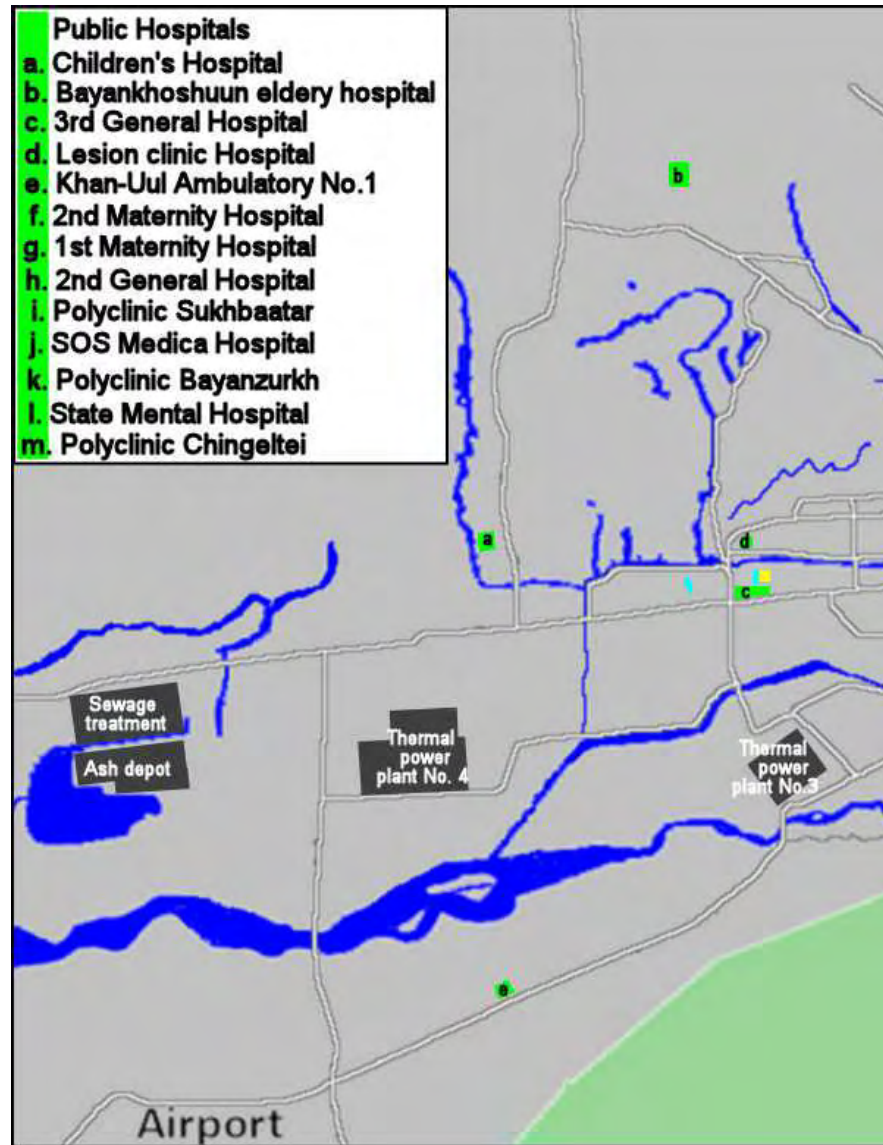 Public Hospitals
a. Children's Hospital
b. Bayankhoshuun eldery hospital
c. 3rd General Hospital
d. Lesion clinic Hospital
e. Khan-Uul Ambulatory No.1
f. 2nd Maternity Hospital
g. 1st Maternity Hospital
h. 2nd General Hospital
i. Polyclinic Sukhbaatar
j. SOS Medica Hospital
k. Polyclinic Bayanzurkh
l. State Mental Hospital
m. Polyclinic Chingeltei
b
a
d
c
Sewage
treatment
Ash depot
Thermal
power
plant No. 4
Thermal
power
plant No.3
e
Airport